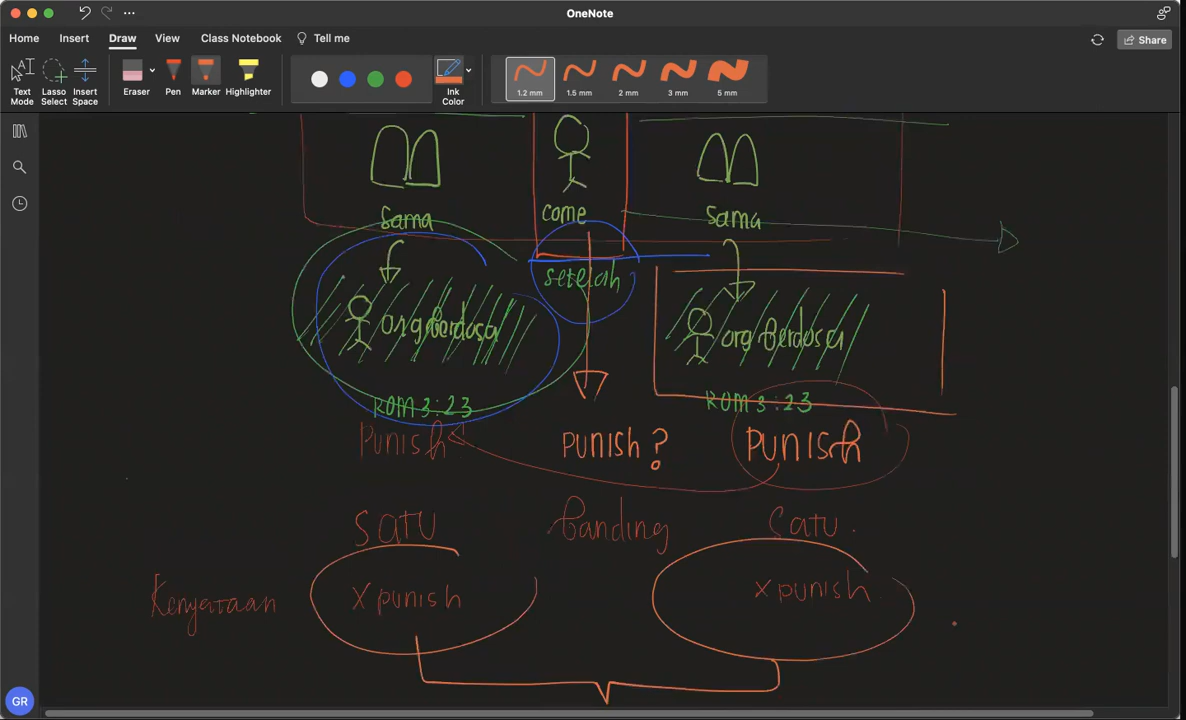 OneNote
Home Insert Draw View Class Notebook Tell me
Share
Text Mode
Lasso Select
Insert Space
Eraser
Pen
Marker
Highlighter
Ink Color
1.2 mm
1.5 mm
2 mm
3 mm
5 mm
Sama come Sama
setelah
org Berdosa org Berdosa
ROM 3:23 ROM 3:23
Punish PUNISH? PUNISH
SATU Banding Satu.
Kenyataan X punish X punish.
GR